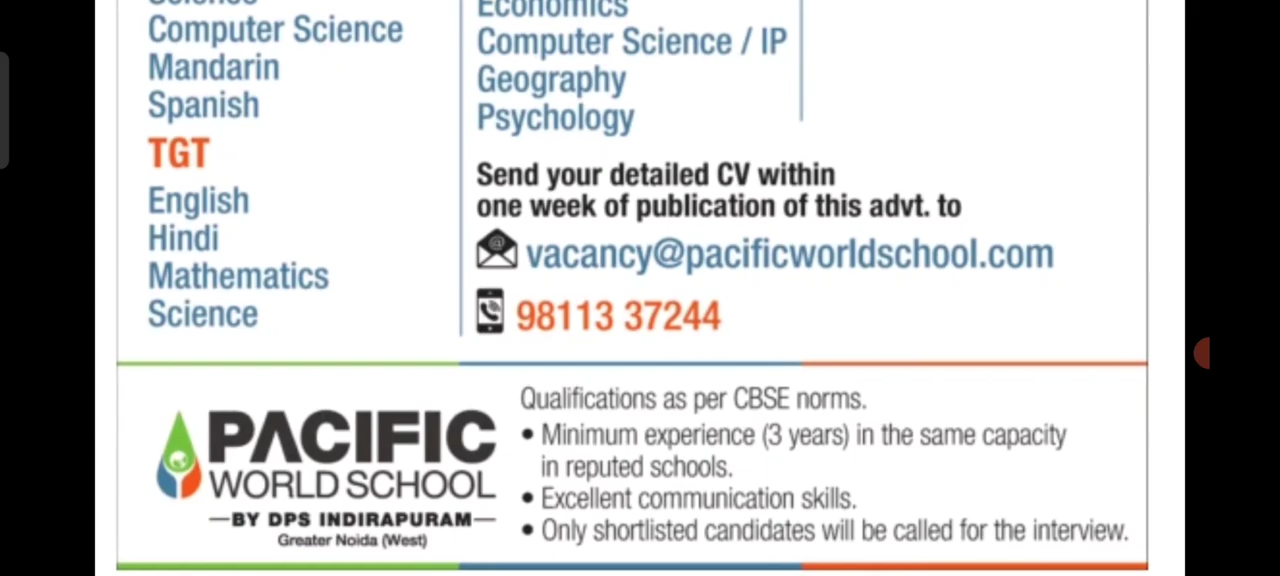 Science
Computer Science
Mandarin
Spanish
TGT
English
Hindi
Mathematics
Science
Economics
Computer Science / IP
Geography
Psychology
Send your detailed CV within
one week of publication of this advt. to
vacancy@pacificworldschool.com
98113 37244
PACIFIC
WORLD SCHOOL
—BY DPS INDIRAPURAM—
Greater Noida (West)
Qualifications as per CBSE norms.
• Minimum experience (3 years) in the same capacity
in reputed schools.
• Excellent communication skills.
• Only shortlisted candidates will be called for the interview.